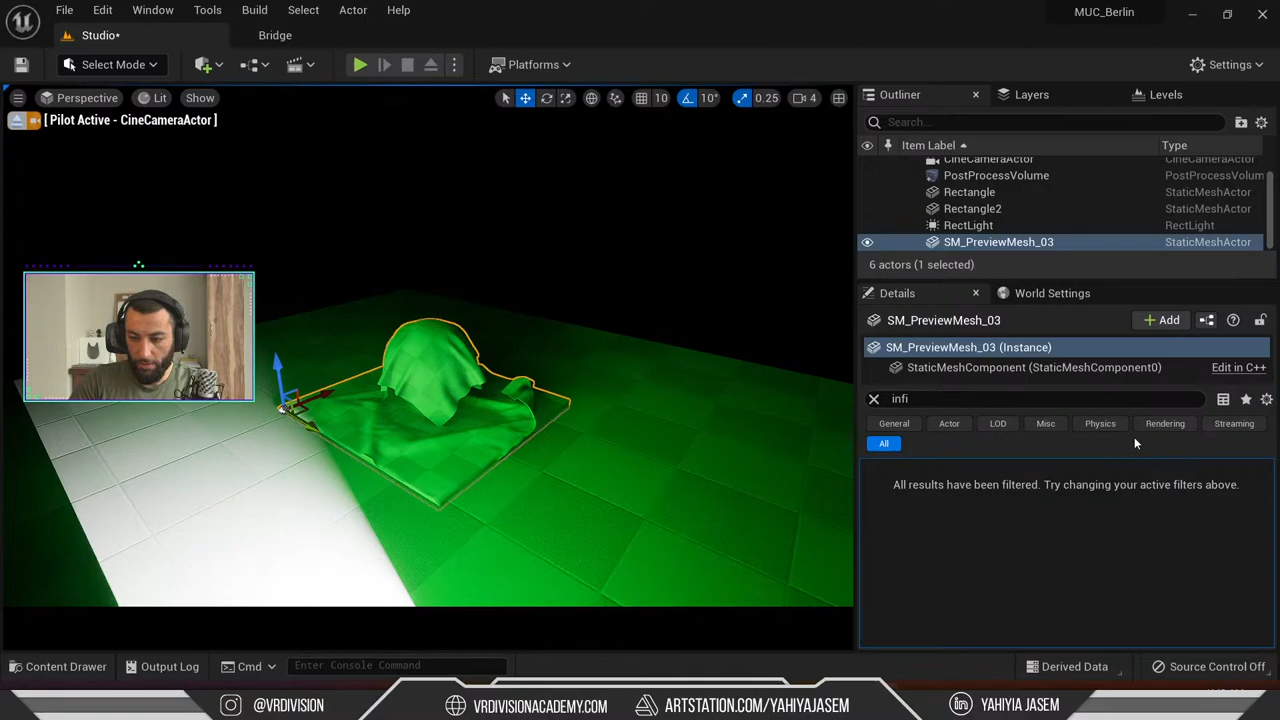 File Edit Window Tools Build Select Actor Help
MUC_Berlin
Studio*
Bridge
Select Mode
Platforms
Settings
Perspective
Lit
Show
10
10°
0.25
4
[ Pilot Active - CineCameraActor ]
Outliner
Layers
Levels
Search...
Item Label
Type
CineCameraActor CineCameraActor
PostProcessVolume PostProcessVolum
Rectangle StaticMeshActor
Rectangle2 StaticMeshActor
RectLight RectLight
SM_PreviewMesh_03 StaticMeshActor
6 actors (1 selected)
Details
World Settings
SM_PreviewMesh_03
Add
SM_PreviewMesh_03 (Instance)
StaticMeshComponent (StaticMeshComponent0)
Edit in C++
infi
General Actor LOD Misc Physics Rendering Streaming
All
All results have been filtered. Try changing your active filters above.
Content Drawer
Output Log
Cmd
Enter Console Command
Derived Data
Source Control Off
@VRDIVISION
VRDIVISIONACADEMY.COM
ARTSTATION.COM/YAHIYAJASEM
YAHIYIA JASEM